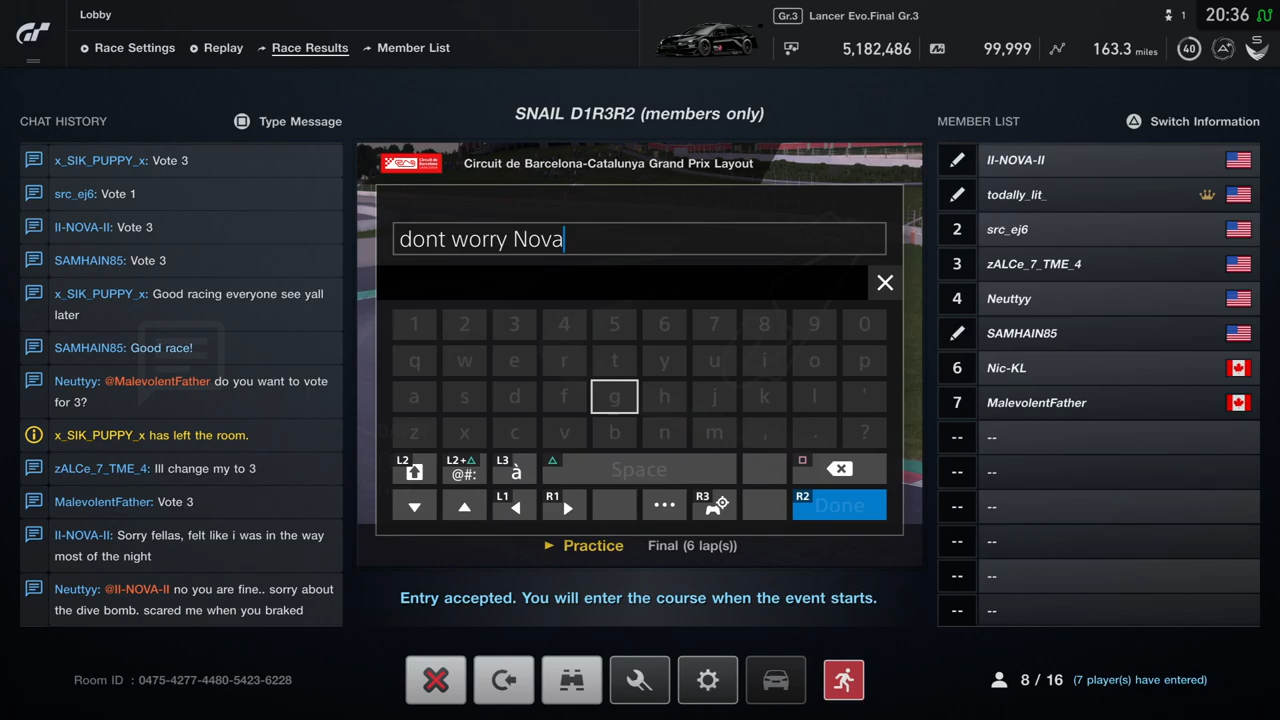 Lobby
Race Settings
Replay
Race Results
Member List
Gr.3 Lancer Evo.Final Gr.3
1 20:36
5,182,486
99,999
163.3 miles
40
A+
S
SNAIL D1R3R2 (members only)
CHAT HISTORY
Type Message
x_SIK_PUPPY_x: Vote 3
src_ej6: Vote 1
II-NOVA-II: Vote 3
SAMHAIN85: Vote 3
x_SIK_PUPPY_x: Good racing everyone see yall
later
SAMHAIN85: Good race!
Neuttyy: @MalevolentFather do you want to vote
for 3?
x_SIK_PUPPY_x has left the room.
zALCe_7_TME_4: Ill change my to 3
MalevolentFather: Vote 3
II-NOVA-II: Sorry fellas, felt like i was in the way
most of the night
Neuttyy: @II-NOVA-II no you are fine.. sorry about
the dive bomb. scared me when you braked
Circuit de Barcelona-Catalunya Grand Prix Layout
dont worry Nova
1 2 3 4 5 6 7 8 9 0
q w e r t y u i o p
a s d f g h j k l '
z x c v b n m , . ?
L2 L2+△ @#: L3 à Space
L1 R1 ... R3 R2 Done
Practice Final (6 lap(s))
Entry accepted. You will enter the course when the event starts.
MEMBER LIST
Switch Information
II-NOVA-II
todally_lit_
2 src_ej6
3 zALCe_7_TME_4
4 Neuttyy
SAMHAIN85
6 Nic-KL
7 MalevolentFather
-- --
-- --
-- --
-- --
-- --
-- --
Room ID : 0475-4277-4480-5423-6228
8 / 16 (7 player(s) have entered)